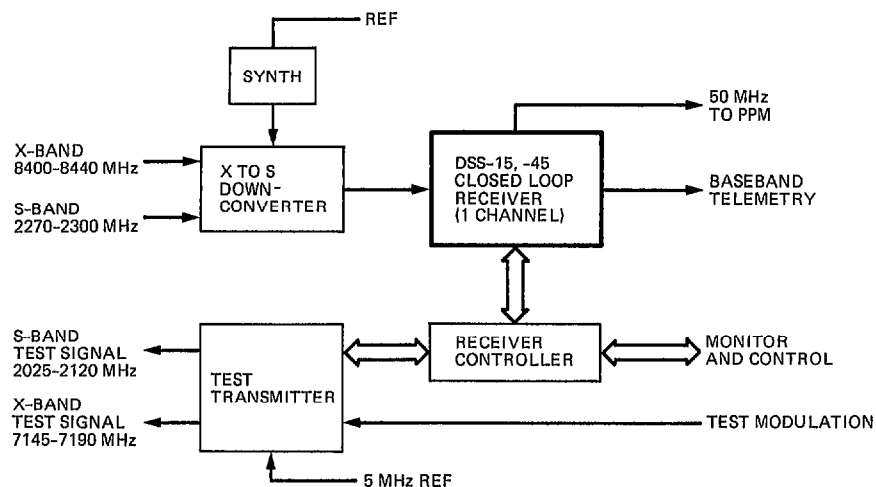 REF
SYNTH
50 MHz
TO PPM
X-BAND
8400-8440 MHz
X TO S
DOWN-
CONVERTER
DSS-15, -45
CLOSED LOOP
RECEIVER
(1 CHANNEL)
BASEBAND
TELEMETRY
S-BAND
2270-2300 MHz
S-BAND
TEST SIGNAL
2025-2120 MHz
TEST
TRANSMITTER
RECEIVER
CONTROLLER
MONITOR
AND CONTROL
X-BAND
TEST SIGNAL
7145-7190 MHz
TEST MODULATION
5 MHz REF